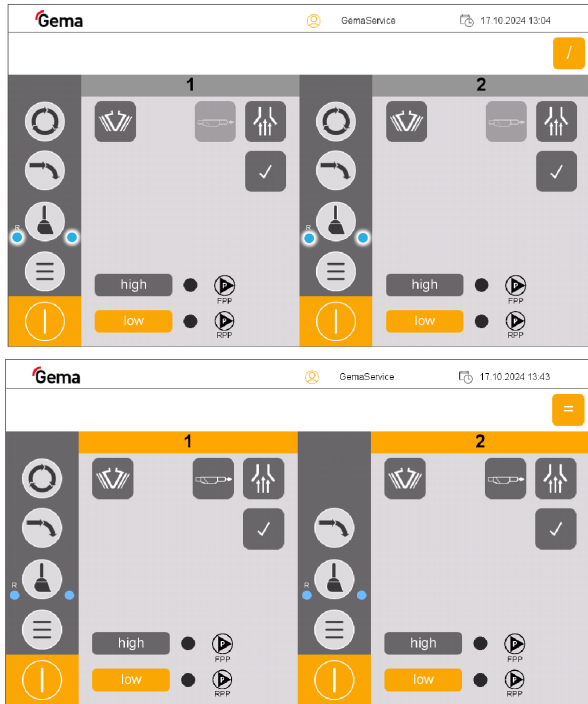 Gema GemaService 17.10.2024 13:04
/
1 2
R R
high FPP high FPP
low RPP low RPP
Gema GemaService 17.10.2024 13:43
=
1 2
R R
high FPP high FPP
low RPP low RPP